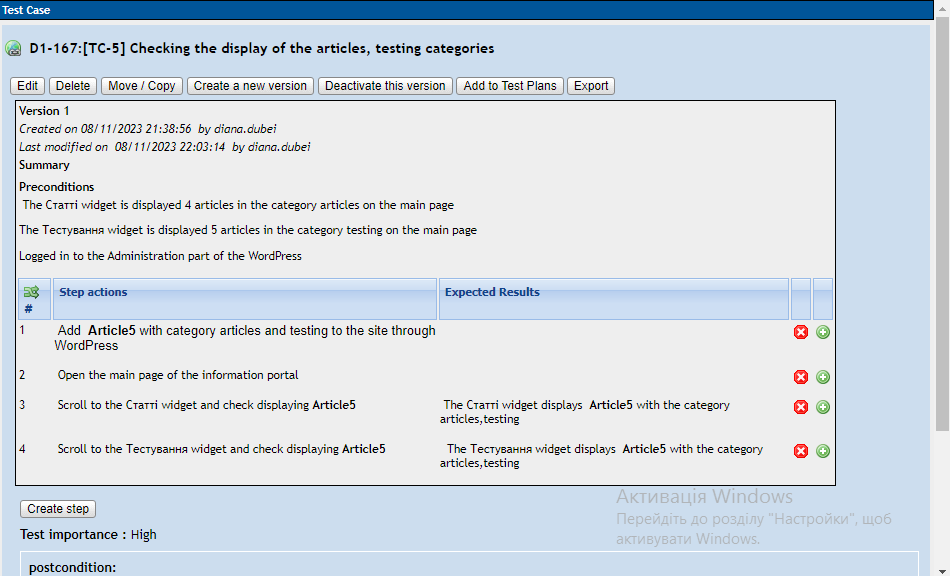 Test Case
D1-167:[TC-5] Checking the display of the articles, testing categories
Edit Delete Move / Copy Create a new version Deactivate this version Add to Test Plans Export
Version 1
Created on 08/11/2023 21:38:56 by diana.dubei
Last modified on 08/11/2023 22:03:14 by diana.dubei
Summary
Preconditions
The Статті widget is displayed 4 articles in the category articles on the main page
The Тестування widget is displayed 5 articles in the category testing on the main page
Logged in to the Administration part of the WordPress
# Step actions Expected Results
1 Add Article5 with category articles and testing to the site through
WordPress
2 Open the main page of the information portal
3 Scroll to the Статті widget and check displaying Article5 The Статті widget displays Article5 with the category
articles,testing
4 Scroll to the Тестування widget and check displaying Article5 The Тестування widget displays Article5 with the category
articles,testing
Create step
Активація Windows
Перейдіть до розділу "Настройки", щоб
активувати Windows.
Test importance : High
postcondition: